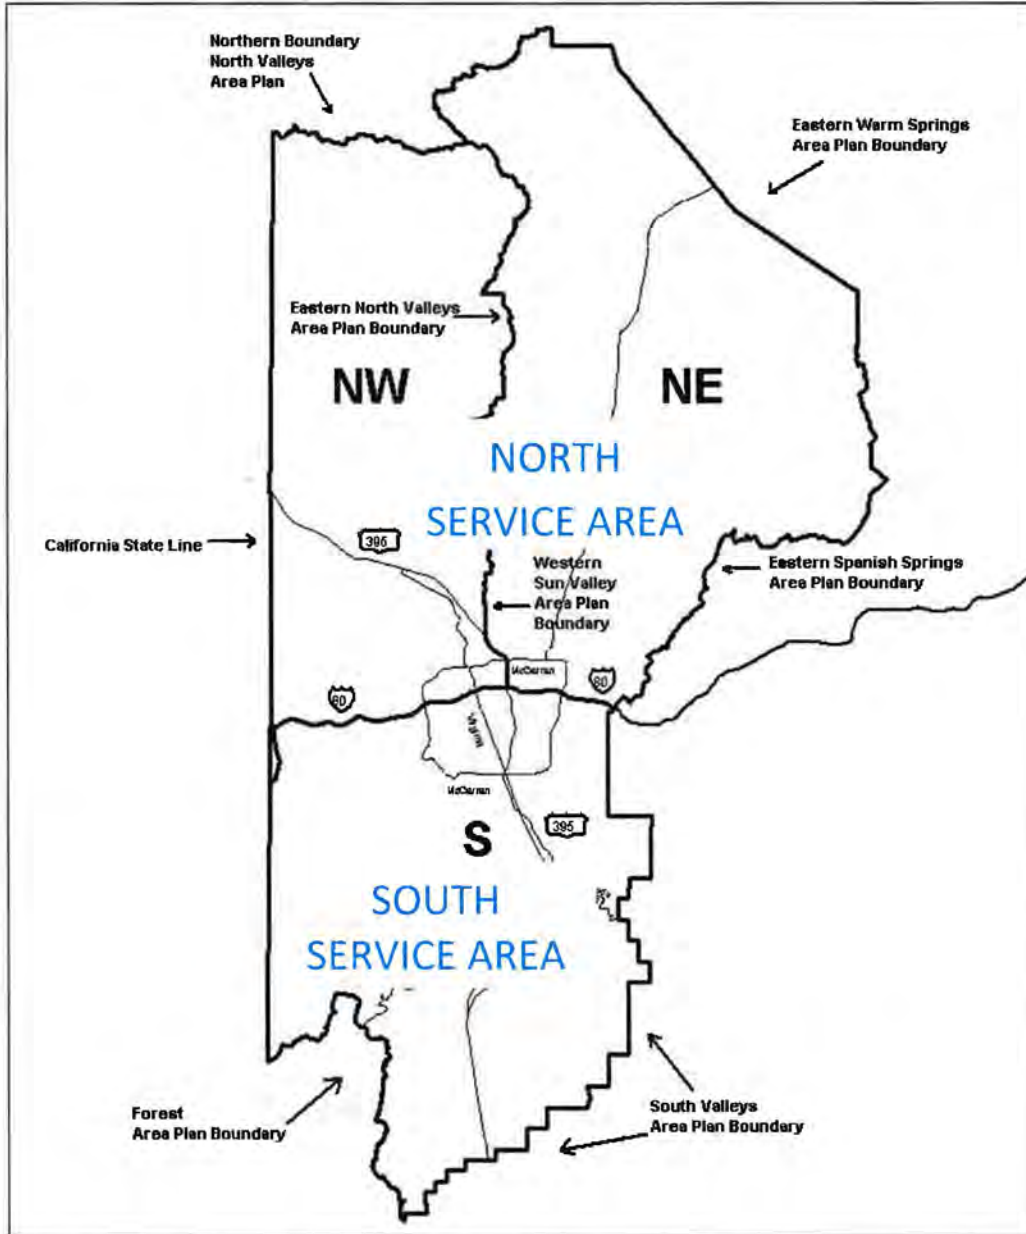 Northern Boundary
North Valleys
Area Plan
Eastern Warm Springs
Area Plan Boundary
Eastern North Valleys
Area Plan Boundary
NW
NE
NORTH
SERVICE AREA
395
California State Line
Western
Sun Valley
Area Plan
Boundary
Eastern Spanish Springs
Area Plan Boundary
McCarran
80
80
Virginia
McCarran
395
S
SOUTH
SERVICE AREA
Forest
Area Plan Boundary
South Valleys
Area Plan Boundary